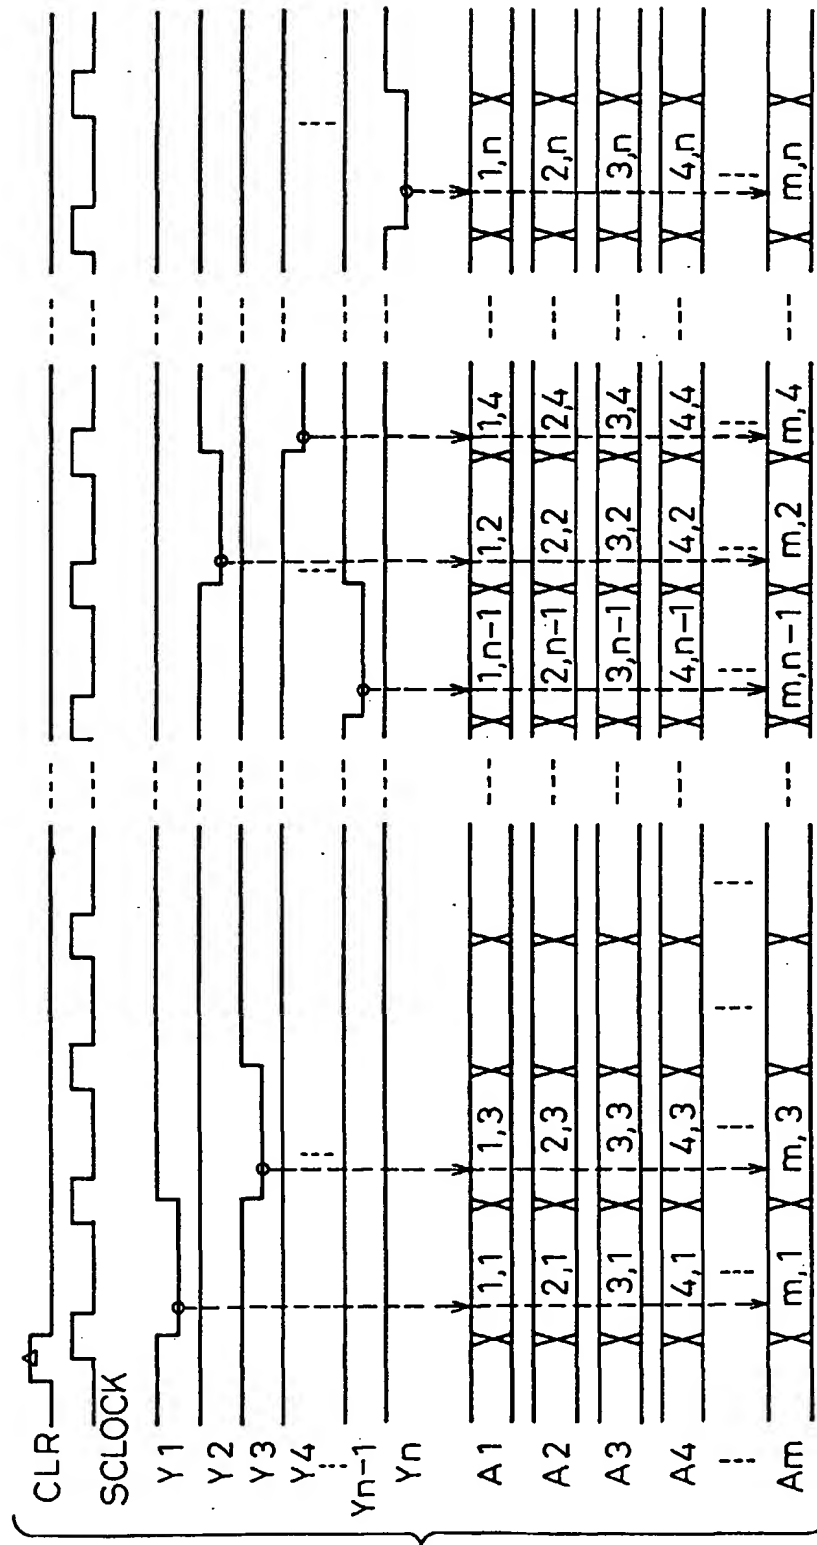 CLR
SCLOCK
Y1
Y2
Y3
Y4
Yn-1
Yn
A1 1,1 1,3 1,n-1 1,2 1,4 1,n
A2 2,1 2,3 2,n-1 2,2 2,4 2,n
A3 3,1 3,3 3,n-1 3,2 3,4 3,n
A4 4,1 4,3 4,n-1 4,2 4,4 4,n
Am m,1 m,3 m,n-1 m,2 m,4 m,n